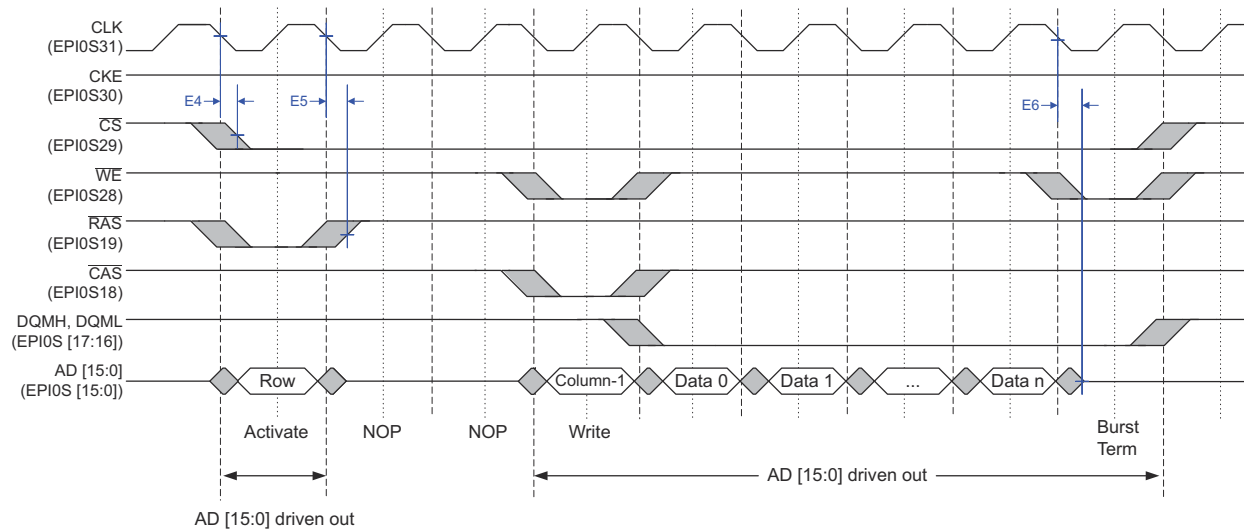 CLK
(EPI0S31)
CKE
(EPI0S30)
E4
E5
E6
CS
(EPI0S29)
WE
(EPI0S28)
RAS
(EPI0S19)
CAS
(EPI0S18)
DQMH, DQML
(EPI0S [17:16])
AD [15:0]
(EPI0S [15:0])
Row
Column-1
Data 0
Data 1
...
Data n
Activate
NOP
NOP
Write
Burst
Term
AD [15:0] driven out
AD [15:0] driven out